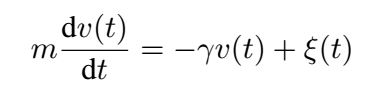 m dv(t)/dt = −γv(t) + ξ(t)